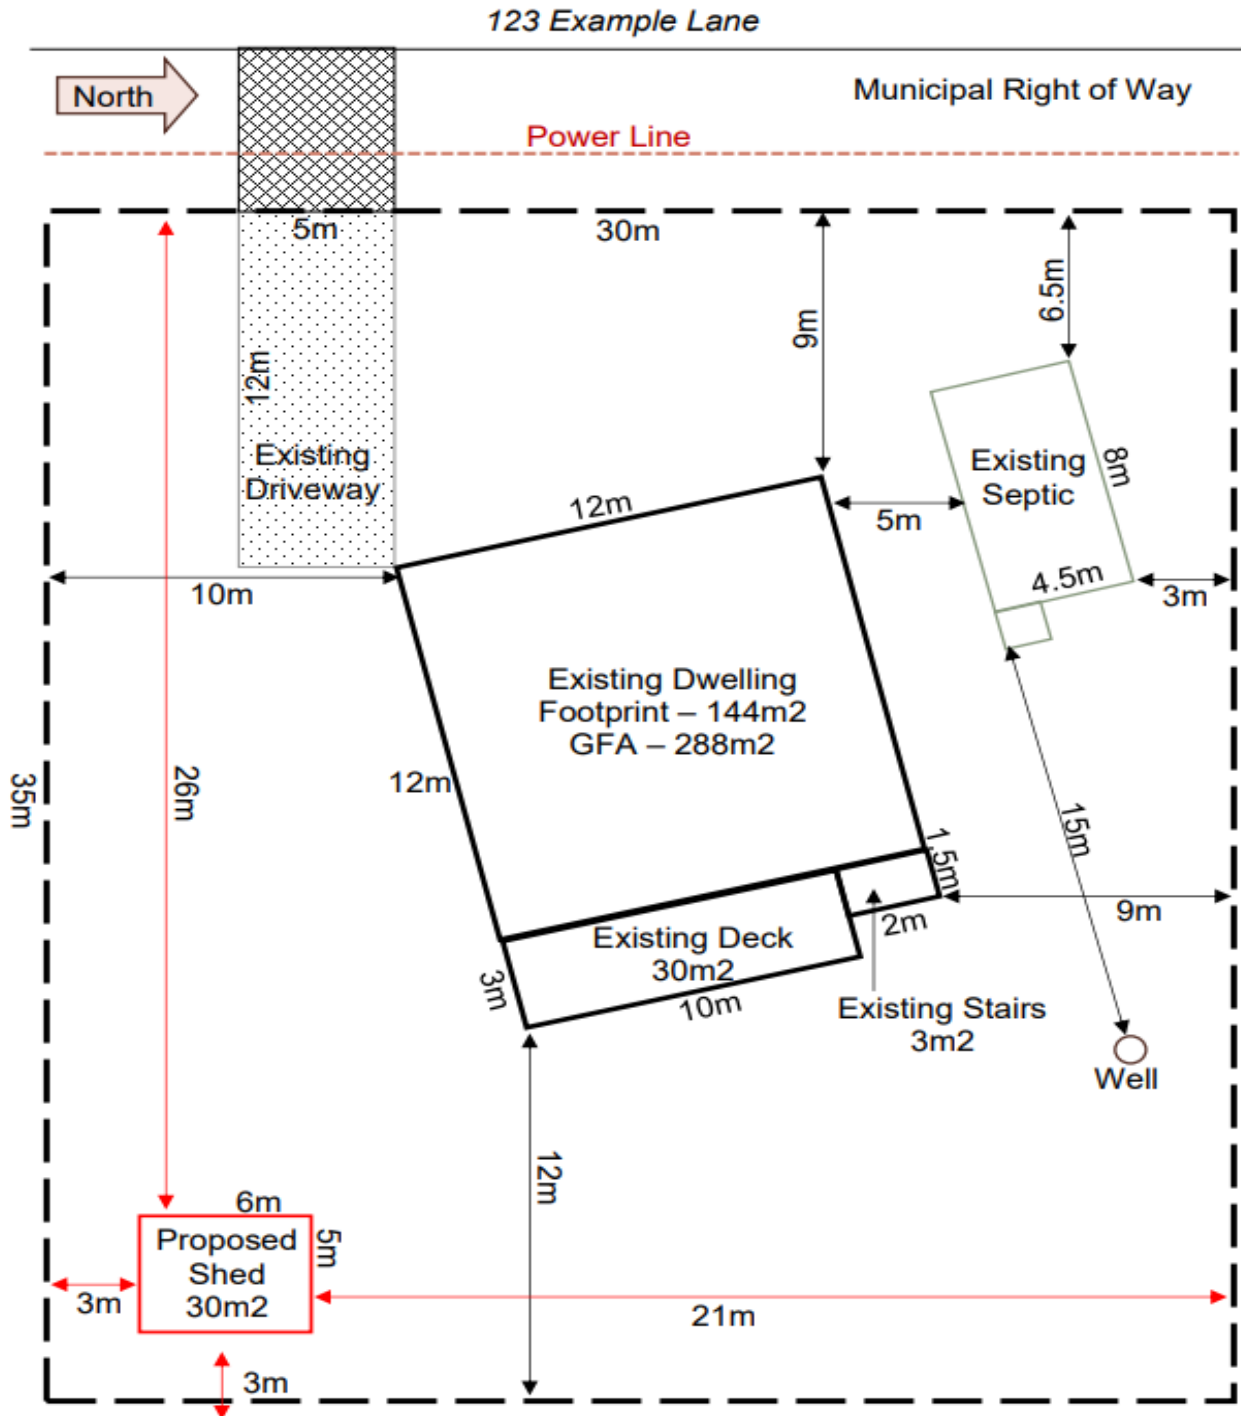 123 Example Lane
North
Municipal Right of Way
Power Line
5m
30m
6.5m
9m
12m
Existing
Driveway
12m
Existing
Septic
8m
5m
10m
4.5m
3m
Existing Dwelling
Footprint – 144m2
GFA – 288m2
26m
35m
12m
15m
1.5m
9m
2m
Existing Deck
30m2
3m
10m
Existing Stairs
3m2
Well
12m
6m
Proposed
Shed
30m2
5m
3m
21m
3m